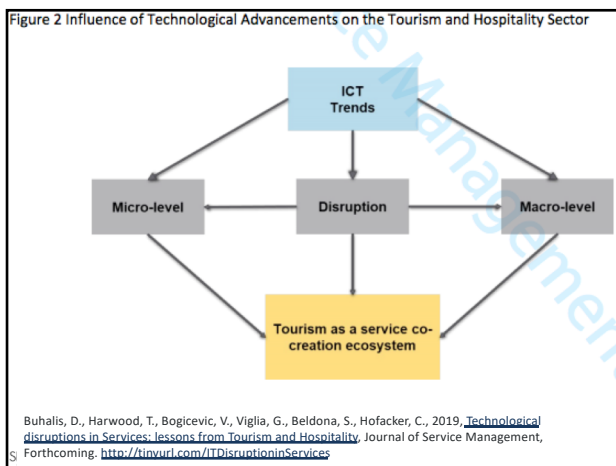 Figure 2 Influence of Technological Advancements on the Tourism and Hospitality Sector
ce Management
ICT
Trends
Micro-level
Disruption
Macro-level
Tourism as a service co-
creation ecosystem
Buhalis, D., Harwood, T., Bogicevic, V., Viglia, G., Beldona, S., Hofacker, C., 2019, Technological
disruptions in Services: lessons from Tourism and Hospitality, Journal of Service Management,
Forthcoming. http://tinyurl.com/ITDisruptioninServices